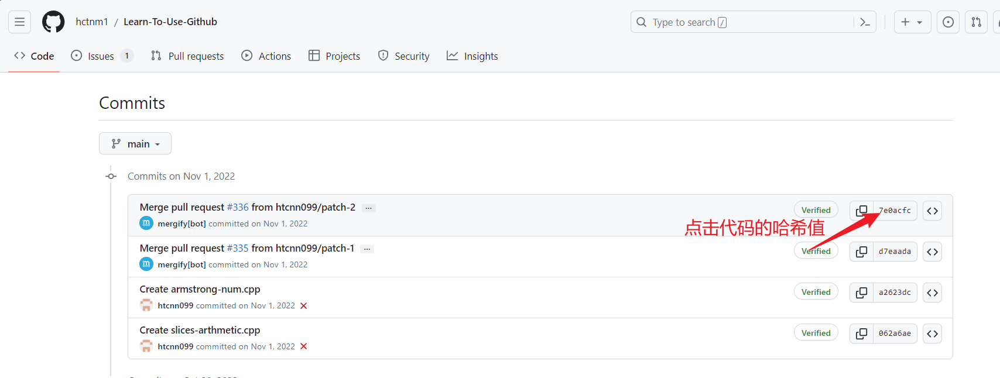 hctnm1 / Learn-To-Use-Github
Type to search /
Code
Issues 1
Pull requests
Actions
Projects
Security
Insights
Commits
main
Commits on Nov 1, 2022
Merge pull request #336 from htcnn099/patch-2 ...
Verified
7e0acfc
mergify[bot] committed on Nov 1, 2022
点击代码的哈希值
Merge pull request #335 from htcnn099/patch-1 ...
Verified
d7eaada
mergify[bot] committed on Nov 1, 2022
Create armstrong-num.cpp
Verified
a2623dc
htcnn099 committed on Nov 1, 2022
Create slices-arthmetic.cpp
Verified
062a6ae
htcnn099 committed on Nov 1, 2022